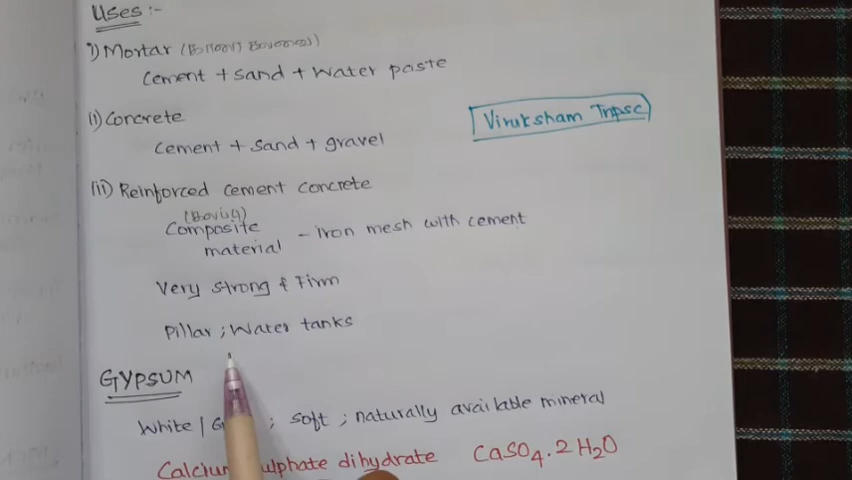 Uses :-
i) Mortar
Cement + sand + water paste
ii) Concrete
Cement + sand + gravel
Viruksham Tnpsc
iii) Reinforced cement concrete
Composite material - iron mesh with cement
Very strong & Firm
Pillar ; Water tanks
GYPSUM
White / ; soft ; naturally available mineral
Calcium sulphate dihydrate CaSO4.2H2O